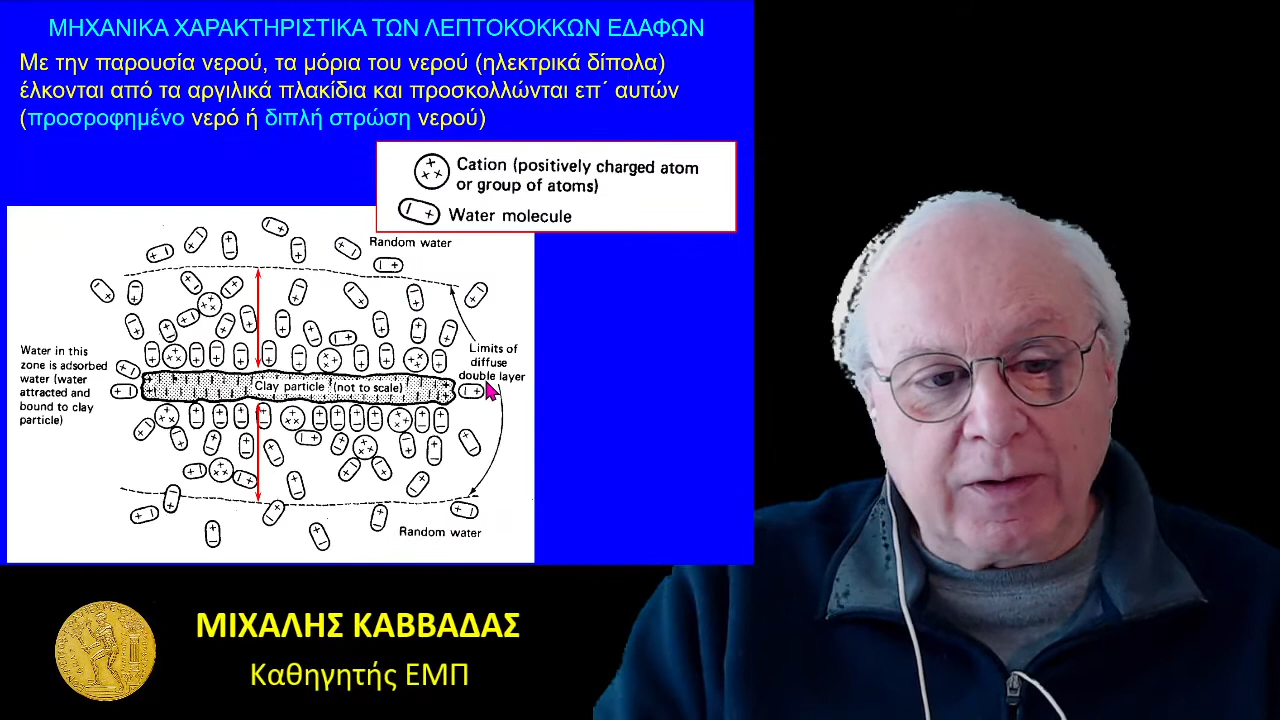 ΜΗΧΑΝΙΚΑ ΧΑΡΑΚΤΗΡΙΣΤΙΚΑ ΤΩΝ ΛΕΠΤΟΚΟΚΚΩΝ ΕΔΑΦΩΝ
Με την παρουσία νερού, τα μόρια του νερού (ηλεκτρικά δίπολα)
έλκονται από τα αργιλικά πλακίδια και προσκολλώνται επ΄ αυτών
(προσροφημένο νερό ή διπλή στρώση νερού)
Cation (positively charged atom
or group of atoms)
Water molecule
Random water
Water in this
zone is adsorbed
water (water
attracted and
bound to clay
particle)
Clay particle (not to scale)
Limits of
diffuse
double layer
Random water
ΜΙΧΑΛΗΣ ΚΑΒΒΑΔΑΣ
Καθηγητής ΕΜΠ